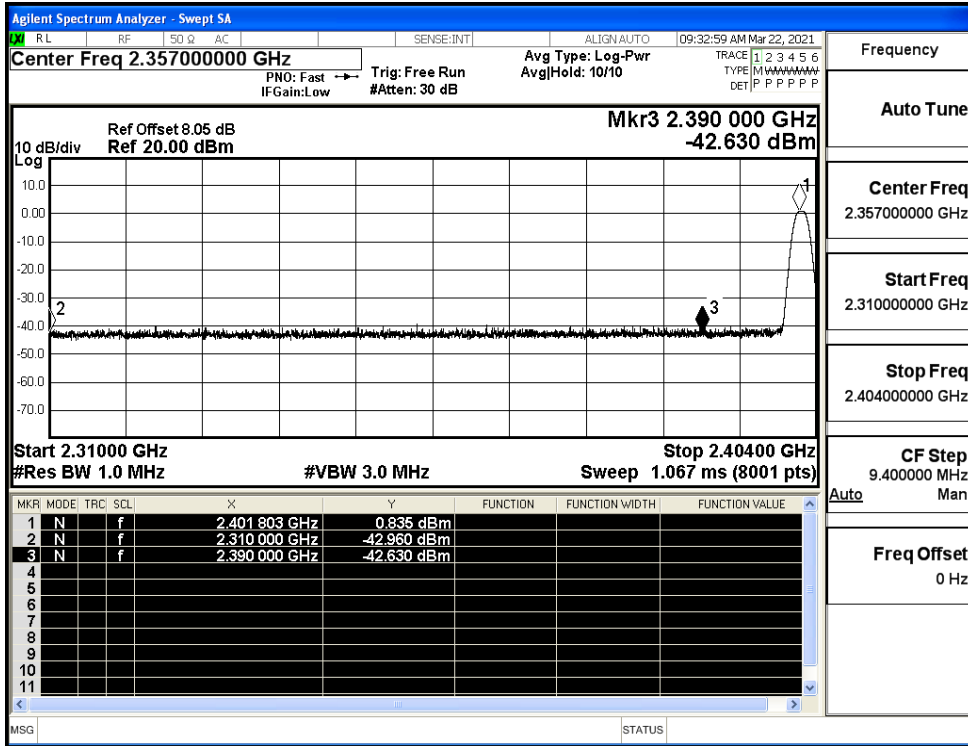 Agilent Spectrum Analyzer - Swept SA
LXI RL RF 50 Ω AC SENSE:INT ALIGN AUTO 09:32:59 AM Mar 22, 2021
Center Freq 2.357000000 GHz
PNO: Fast
IFGain:Low
Trig: Free Run
#Atten: 30 dB
Avg Type: Log-Pwr
Avg|Hold: 10/10
TRACE 1 2 3 4 5 6
TYPE M WWWWW
DET P P P P P P
Mkr3 2.390 000 GHz
-42.630 dBm
Ref Offset 8.05 dB
10 dB/div Ref 20.00 dBm
Log
10.0
0.00
-10.0
-20.0
-30.0
-40.0
-50.0
-60.0
-70.0
1
2
3
Start 2.31000 GHz Stop 2.40400 GHz
#Res BW 1.0 MHz #VBW 3.0 MHz Sweep 1.067 ms (8001 pts)
MKR MODE TRC SCL X Y FUNCTION FUNCTION WIDTH FUNCTION VALUE
1 N f 2.401 803 GHz 0.835 dBm
2 N f 2.310 000 GHz -42.960 dBm
3 N f 2.390 000 GHz -42.630 dBm
4
5
6
7
8
9
10
11
MSG STATUS
Frequency
Auto Tune
Center Freq
2.357000000 GHz
Start Freq
2.310000000 GHz
Stop Freq
2.404000000 GHz
CF Step
9.400000 MHz
Auto Man
Freq Offset
0 Hz